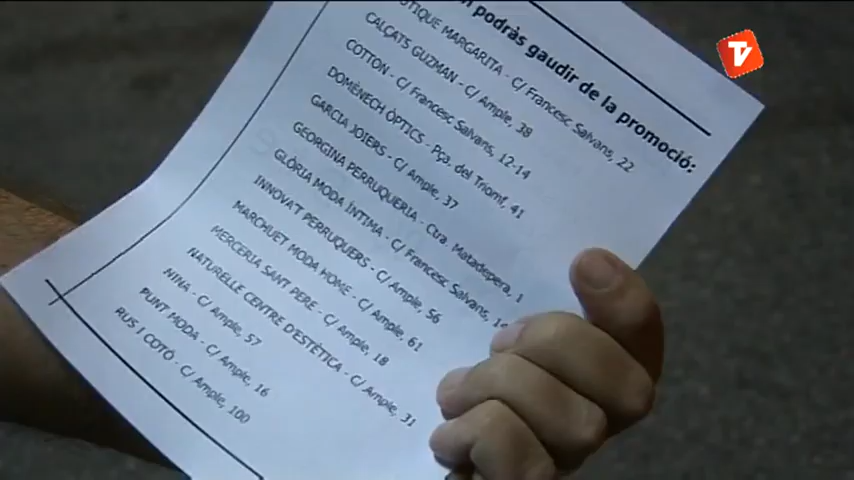 n podràs gaudir de la promoció:
TIQUE MARGARITA - C/ Francesc Salvans, 22
CALÇATS GUZMAN - C/ Ample, 38
COTTON - C/ Francesc Salvans, 12-14
DOMÈNECH ÒPTICS - Pça. del Triomf, 41
GARCIA JOIERS - C/ Ample, 37
GEORGINA PERRUQUERIA - Ctra. Matadepera, 1
GLÒRIA MODA ÍNTIMA - C/ Francesc Salvans, 1
INNOVA'T PERRUQUERS - C/ Ample, 56
MARCHUET MODA HOME - C/ Ample, 61
MERCERIA SANT PERE - C/ Ample, 18
NATURELLE CENTRE D'ESTÈTICA - C/ Ample, 31
NINA - C/ Ample, 57
PUNT MODA - C/ Ample, 16
RUS I COTÓ - C/ Ample, 100
TV